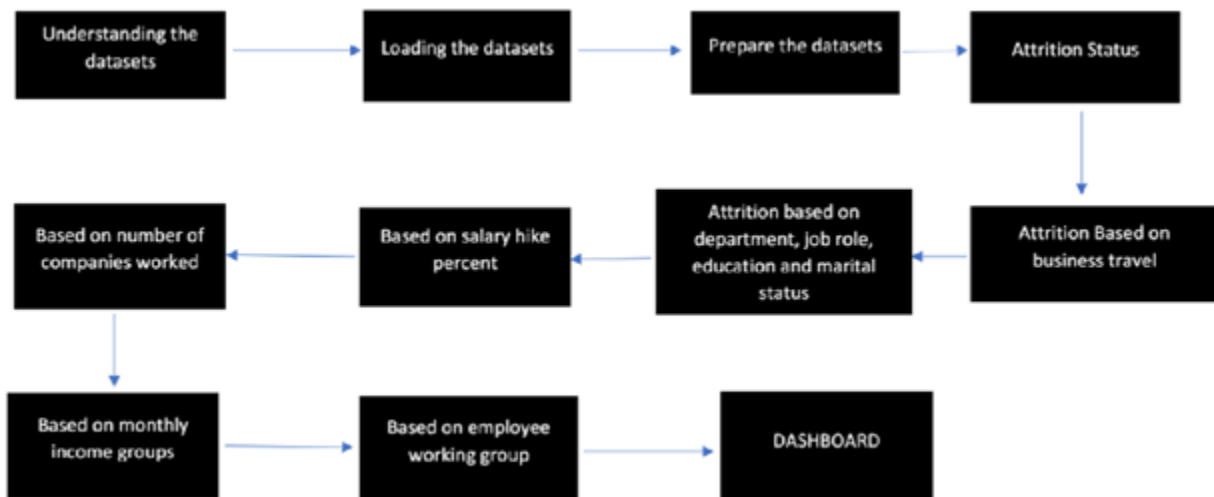 Understanding the
datasets
Loading the datasets
Prepare the datasets
Attrition Status
Attrition Based on
business travel
Attrition based on
department, job role,
education and marital
status
Based on salary hike
percent
Based on number of
companies worked
Based on monthly
income groups
Based on employee
working group
DASHBOARD